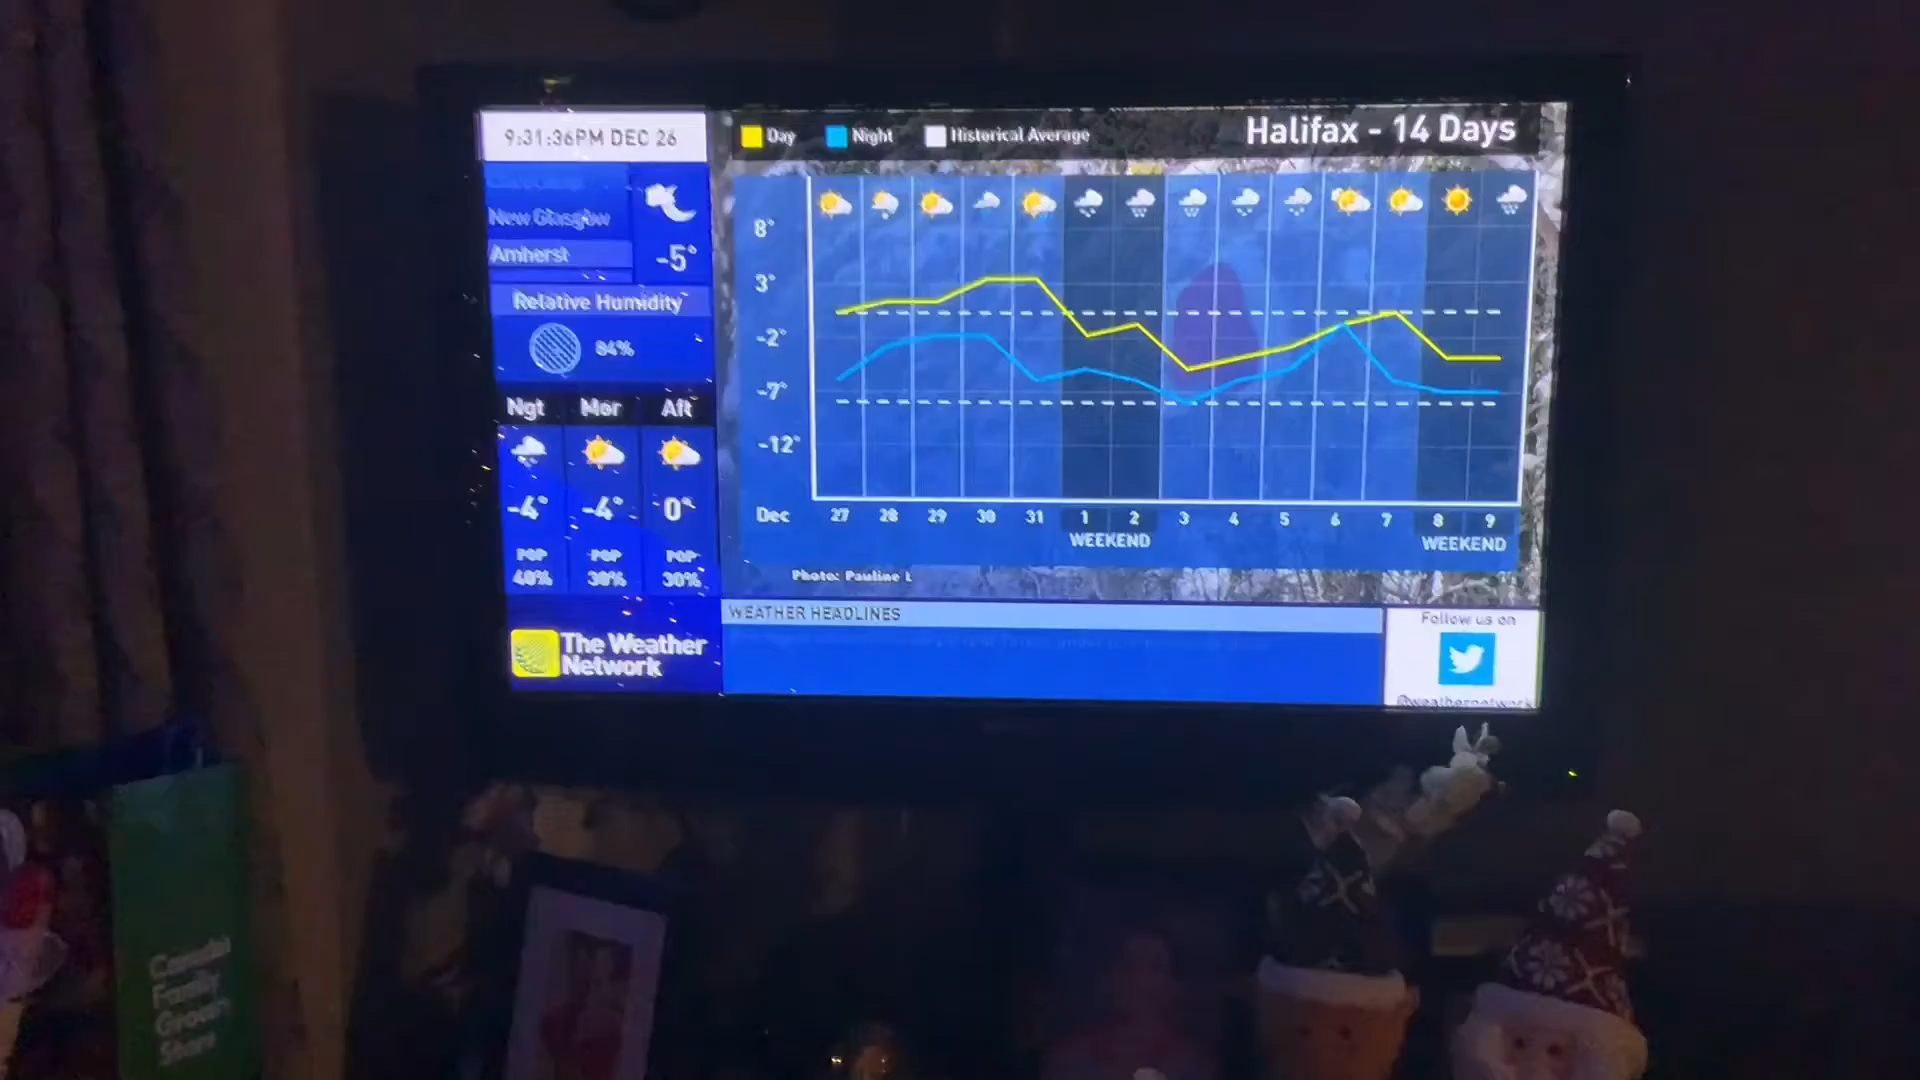 9:31:36PM DEC 26
New Glasgow
Amherst
-5°
Relative Humidity
84%
Ngt Mor Aft
-4° -4° 0°
POP POP POP
40% 30% 30%
The Weather
Network
Day Night Historical Average
Halifax - 14 Days
8°
3°
-2°
-7°
-12°
Dec 27 28 29 30 31 1 2 3 4 5 6 7 8 9
WEEKEND WEEKEND
Photo: Pauline L
WEATHER HEADLINES
Follow us on
@weathernetwork
Family
Store